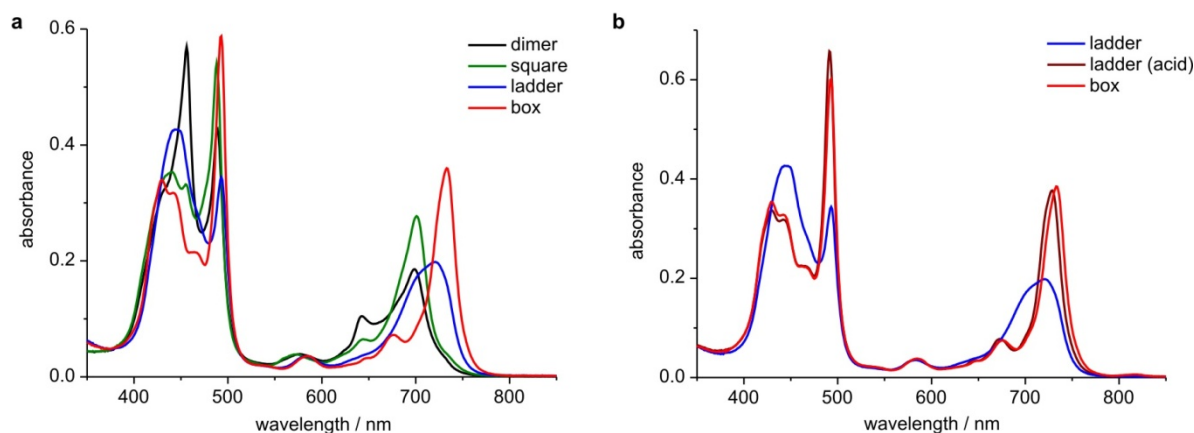 a
0.6
0.4
0.2
0.0
absorbance
400
500
600
700
800
wavelength / nm
dimer
square
ladder
box
b
0.6
0.4
0.2
0.0
absorbance
400
500
600
700
800
wavelength / nm
ladder
ladder (acid)
box